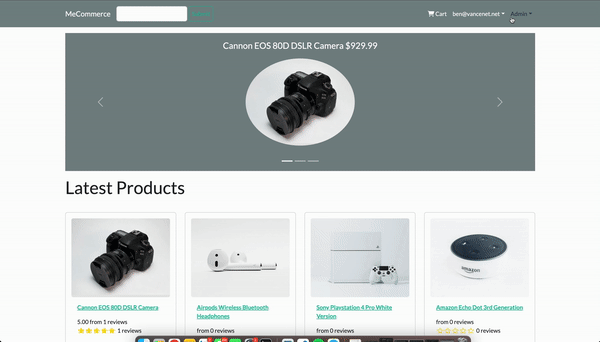 MeCommerce
Cart ben@vancenet.net Admin
Cannon EOS 80D DSLR Camera $929.99
Latest Products
Cannon EOS 80D DSLR Camera
5.00 from 1 reviews
1 reviews
Airpods Wireless Bluetooth
Headphones
from 0 reviews
Sony Playstation 4 Pro White
Version
from 0 reviews
amazon
Amazon Echo Dot 3rd Generation
from 0 reviews
0 reviews